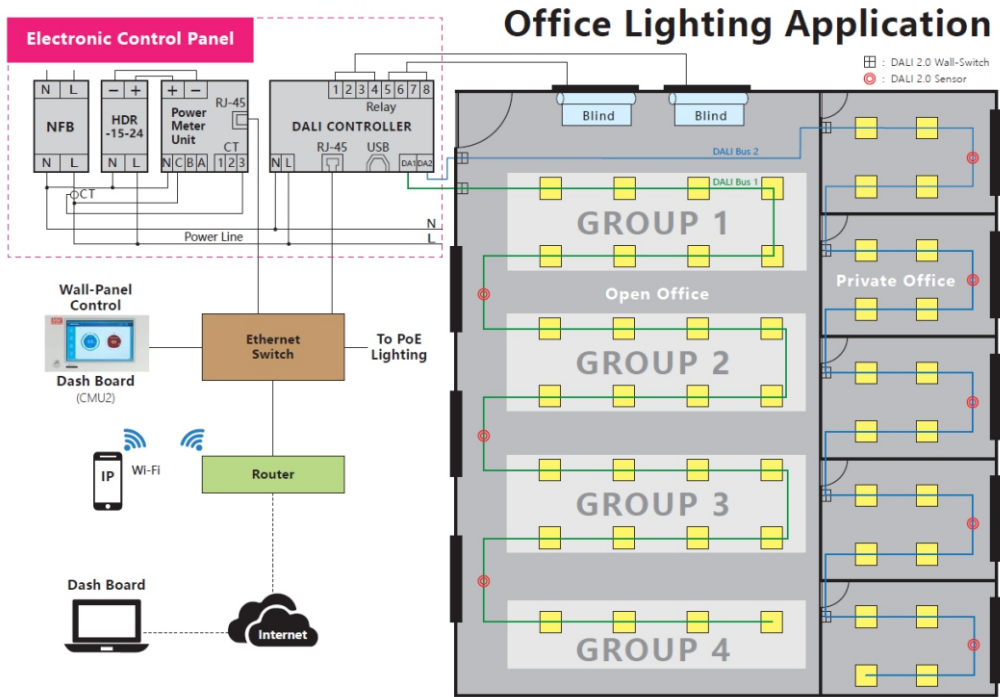 Office Lighting Application
Electronic Control Panel
: DALI 2.0 Wall-Switch
: DALI 2.0 Sensor
N L
NFB
N L
− +
HDR
-15-24
− +
+ −
RJ-45
Power
Meter
Unit
CT
N C B A 1 2 3
1 2 3 4 5 6 7 8
Relay
DALI CONTROLLER
RJ-45 USB
N L
DA1 DA2
CT
N
Power Line
L
Blind
Blind
DALI Bus 2
DALI Bus 1
GROUP 1
Open Office
Private Office
GROUP 2
GROUP 3
GROUP 4
Wall-Panel
Control
Dash Board
(CMU2)
Ethernet
Switch
To PoE
Lighting
IP
Wi-Fi
Router
Dash Board
Internet